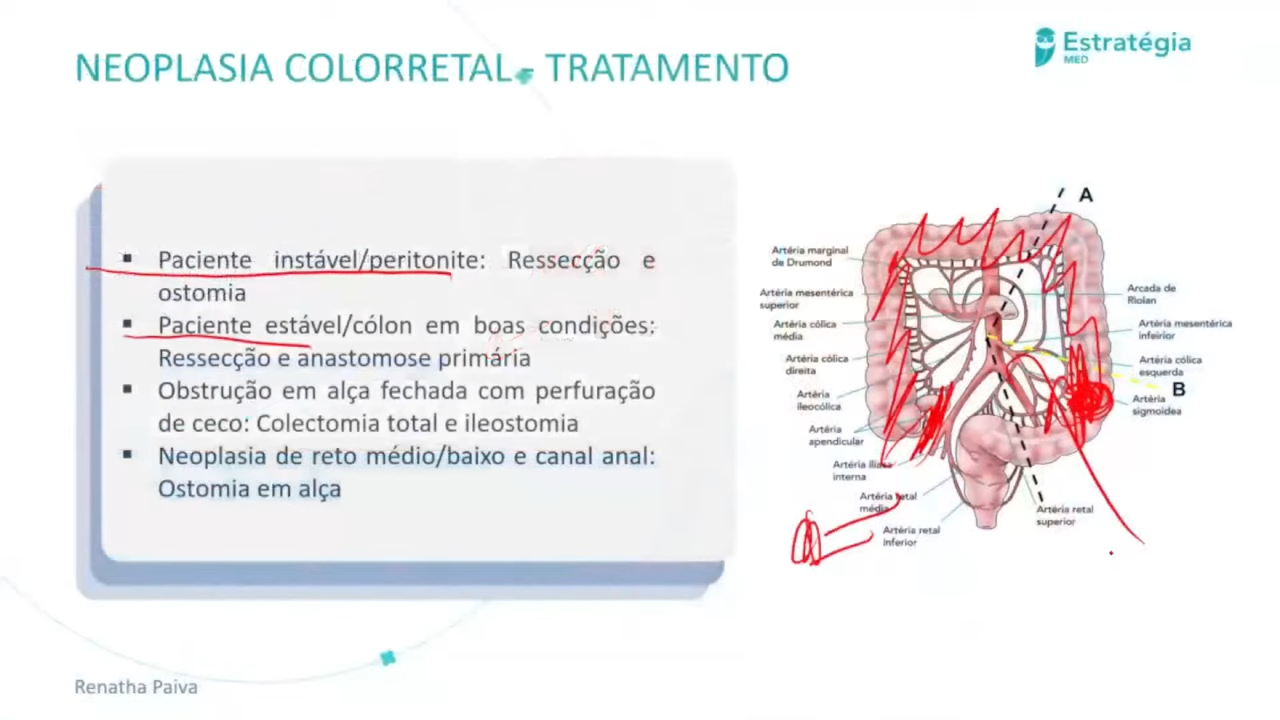 NEOPLASIA COLORRETAL - TRATAMENTO
Estratégia
MED
▪ Paciente instável/peritonite: Ressecção e
ostomia
▪ Paciente estável/cólon em boas condições:
Ressecção e anastomose primária
▪ Obstrução em alça fechada com perfuração
de ceco: Colectomia total e ileostomia
▪ Neoplasia de reto médio/baixo e canal anal:
Ostomia em alça
A
Artéria marginal
de Drumond
Artéria mesentérica
superior
Artéria cólica
média
Artéria cólica
direita
Artéria
ileocólica
Artéria
apendicular
Artéria ilíaca
interna
Artéria retal
média
Artéria retal
inferior
Arcada de
Riolan
Artéria mesentérica
infeirior
Artéria cólica
esquerda
B
Artéria
sigmoidea
Artéria retal
superior
Renatha Paiva